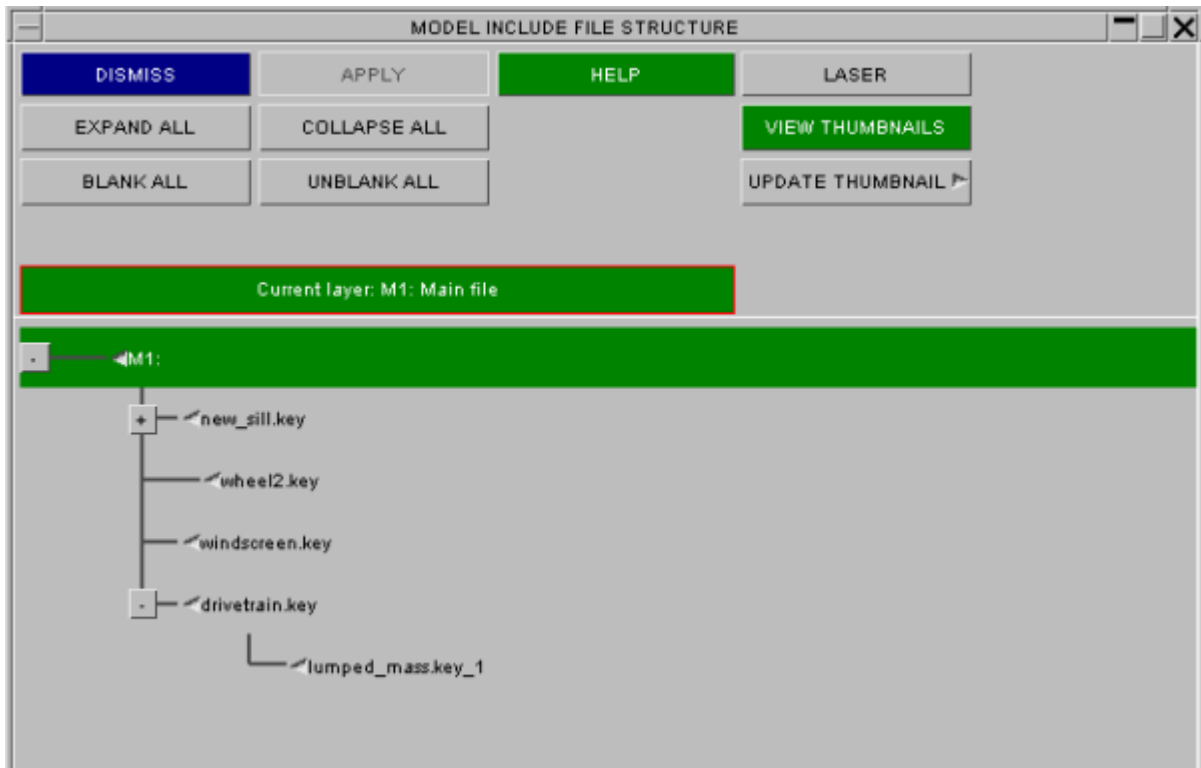 MODEL INCLUDE FILE STRUCTURE
DISMISS APPLY HELP LASER
EXPAND ALL COLLAPSE ALL VIEW THUMBNAILS
BLANK ALL UNBLANK ALL UPDATE THUMBNAIL
Current layer: M1: Main file
- M1:
+ new_sill.key
wheel2.key
windscreen.key
- drivetrain.key
lumped_mass.key_1